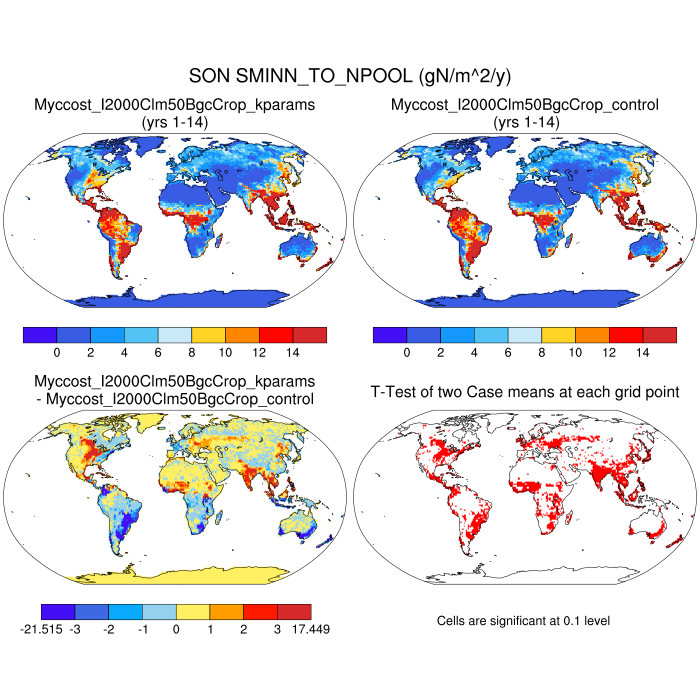 SON SMINN_TO_NPOOL (gN/m^2/y)
Myccost_I2000Clm50BgcCrop_kparams
(yrs 1-14)
Myccost_I2000Clm50BgcCrop_control
(yrs 1-14)
0 2 4 6 8 10 12 14
0 2 4 6 8 10 12 14
Myccost_I2000Clm50BgcCrop_kparams
- Myccost_I2000Clm50BgcCrop_control
T-Test of two Case means at each grid point
-21.515 -3 -2 -1 0 1 2 3 17.449
Cells are significant at 0.1 level